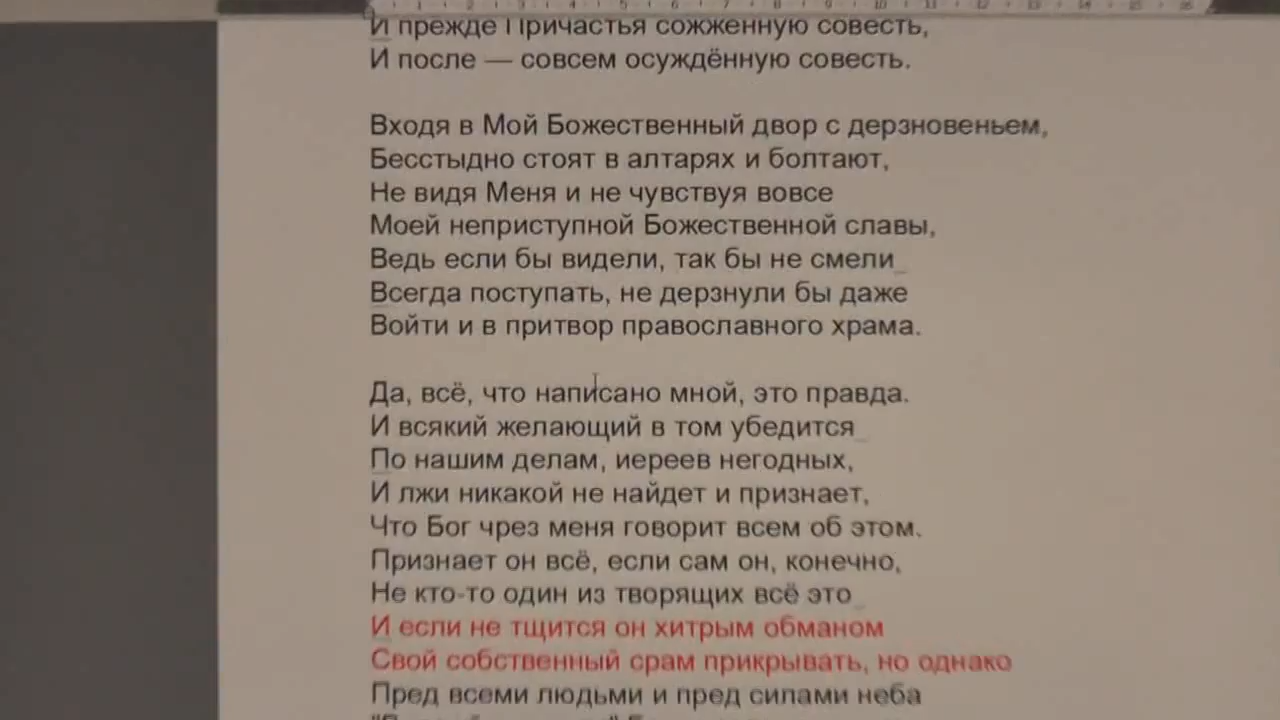 И прежде Причастья сожженную совесть,
И после — совсем осуждённую совесть.
Входя в Мой Божественный двор с дерзновеньем,
Бесстыдно стоят в алтарях и болтают,
Не видя Меня и не чувствуя вовсе
Моей неприступной Божественной славы,
Ведь если бы видели, так бы не смели
Всегда поступать, не дерзнули бы даже
Войти и в притвор православного храма.
Да, всё, что написано мной, это правда.
И всякий желающий в том убедится
По нашим делам, иереев негодных,
И лжи никакой не найдет и признает,
Что Бог чрез меня говорит всем об этом.
Признает он всё, если сам он, конечно,
Не кто-то один из творящих всё это
И если не тщится он хитрым обманом
Свой собственный срам прикрывать, но однако
Пред всеми людьми и пред силами неба